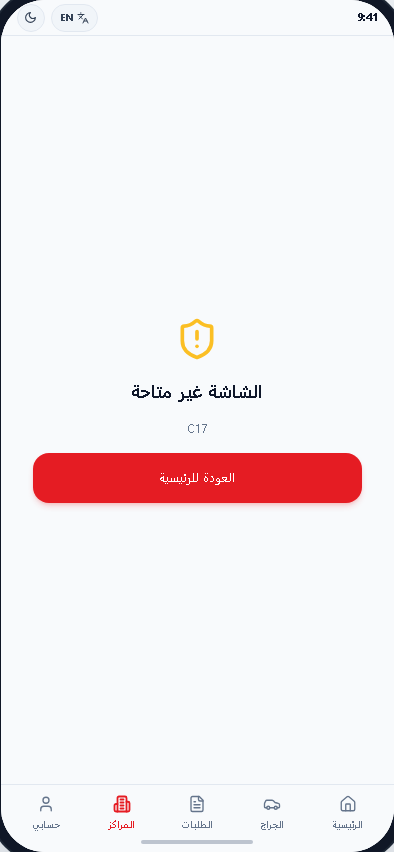 9:41
EN
الشاشة غير متاحة
C17
العودة للرئيسية
الرئيسية
الجراج
الطلبات
المراكز
حسابي